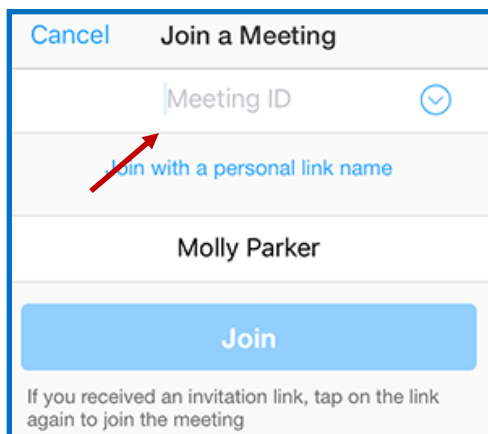 Cancel Join a Meeting
Meeting ID
Join with a personal link name
Molly Parker
Join
If you received an invitation link, tap on the link
again to join the meeting